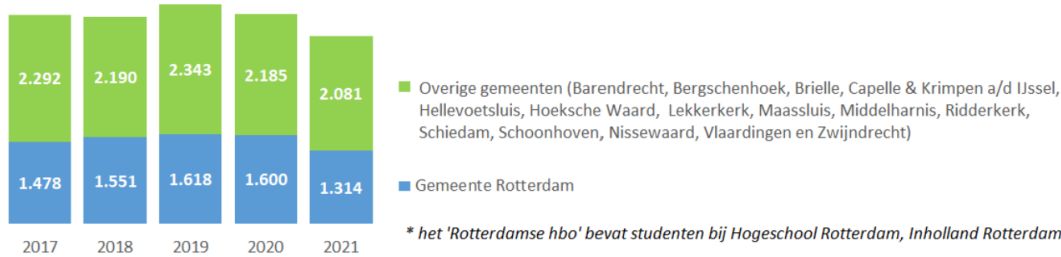 2.292 2.190 2.343 2.185 2.081
1.478 1.551 1.618 1.600 1.314
2017 2018 2019 2020 2021
Overige gemeenten (Barendrecht, Bergschenhoek, Brielle, Capelle & Krimpen a/d IJssel,
Hellevoetsluis, Hoeksche Waard, Lekkerkerk, Maassluis, Middelharnis, Ridderkerk,
Schiedam, Schoonhoven, Nissewaard, Vlaardingen en Zwijndrecht)
Gemeente Rotterdam
* het 'Rotterdamse hbo' bevat studenten bij Hogeschool Rotterdam, Inholland Rotterdam